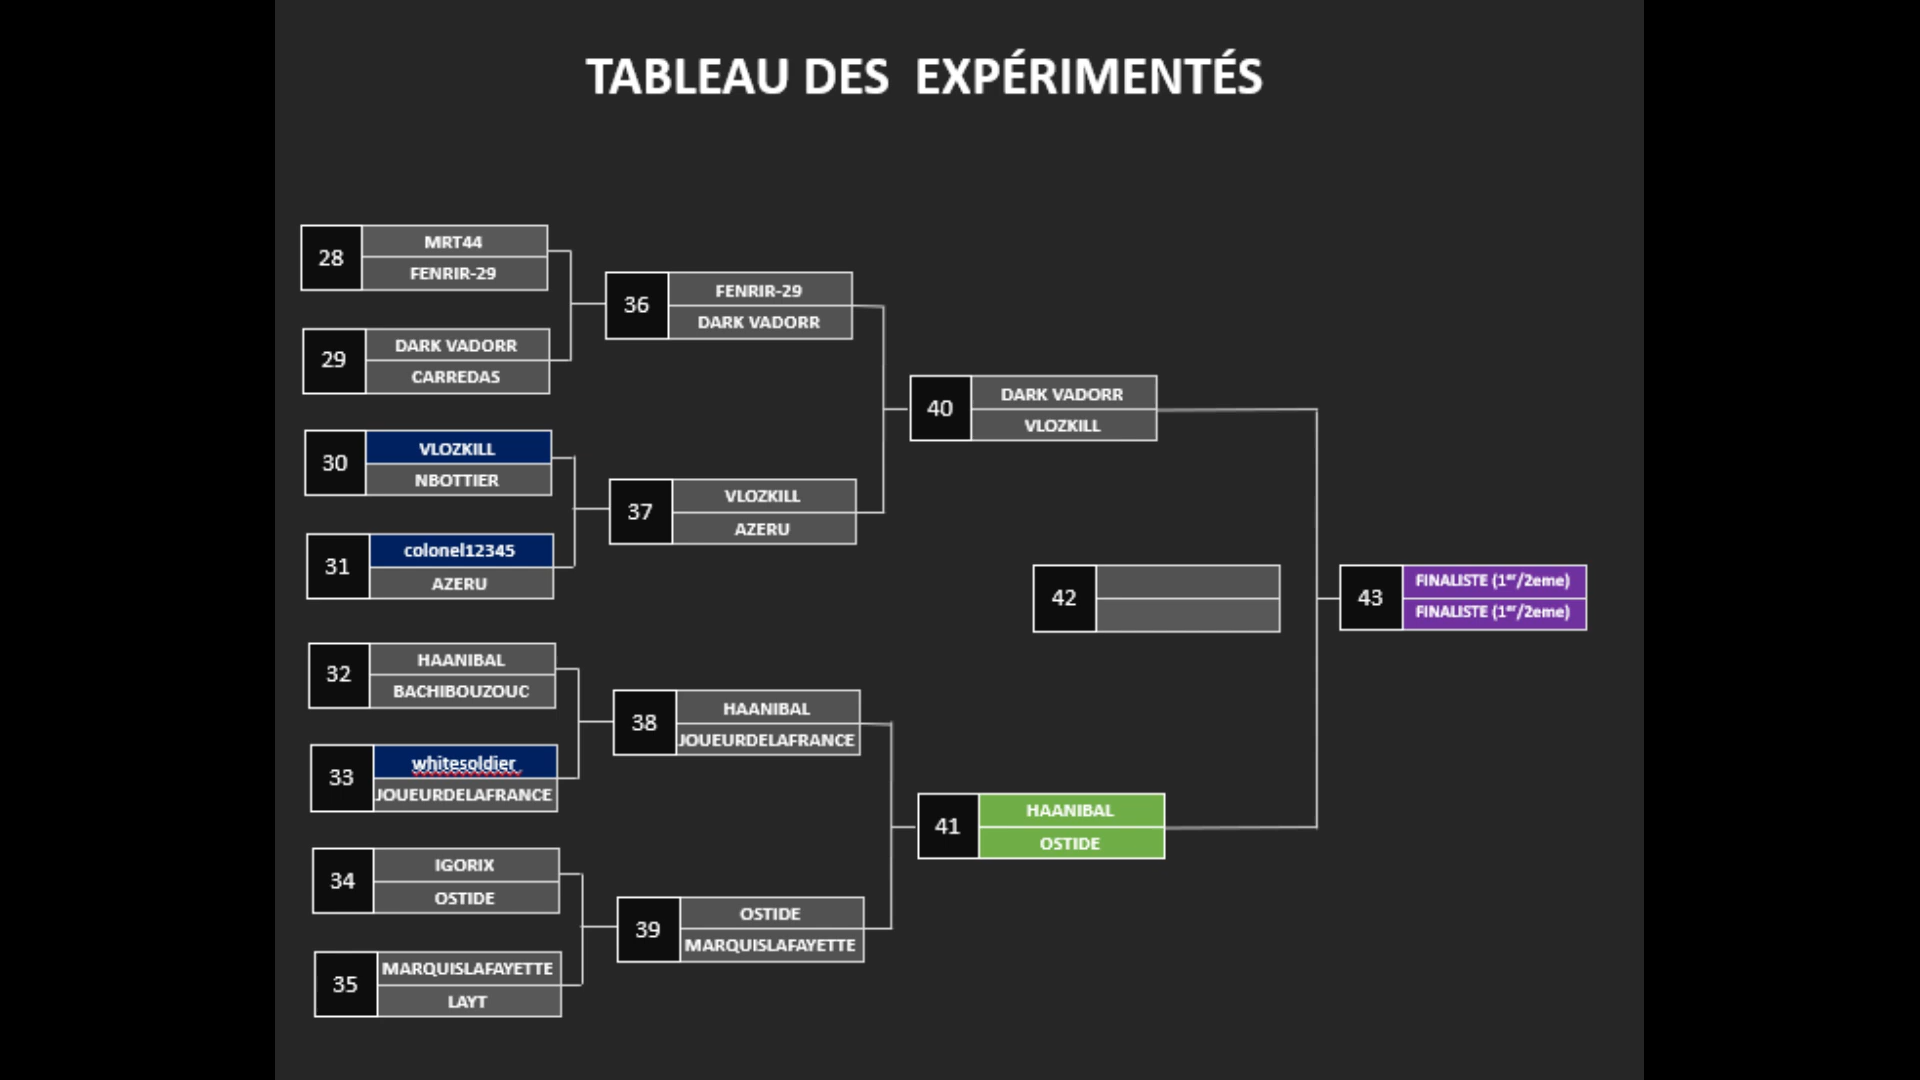 TABLEAU DES  EXPÉRIMENTÉS
28
MRT44
FENRIR-29
29
DARK VADORR
CARREDAS
30
VLOZKILL
NBOTTIER
31
colonel12345
AZERU
32
HAANIBAL
BACHIBOUZOUC
33
whitesoldier
JOUEURDELAFRANCE
34
IGORIX
OSTIDE
35
MARQUISLAFAYETTE
LAYT
36
FENRIR-29
DARK VADORR
37
VLOZKILL
AZERU
38
HAANIBAL
JOUEURDELAFRANCE
39
OSTIDE
MARQUISLAFAYETTE
40
DARK VADORR
VLOZKILL
41
HAANIBAL
OSTIDE
42
43
FINALISTE (1er/2eme)
FINALISTE (1er/2eme)